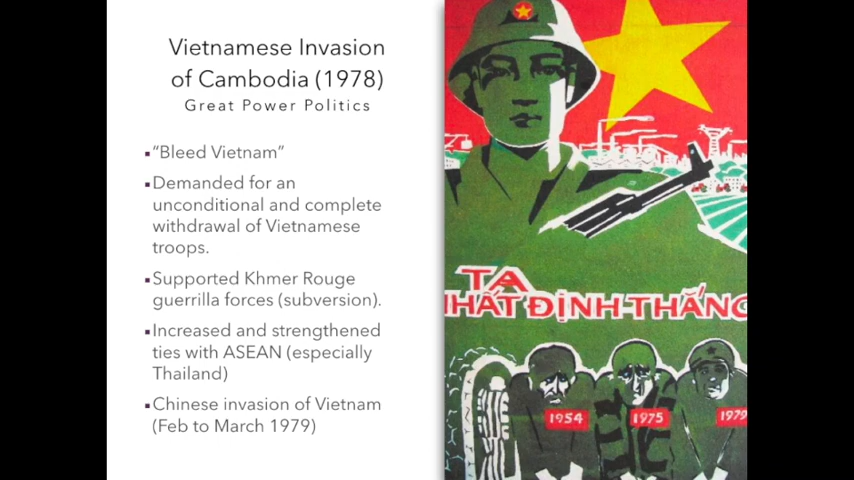 Vietnamese Invasion
of Cambodia (1978)
Great Power Politics
▪“Bleed Vietnam”
▪Demanded for an
unconditional and complete
withdrawal of Vietnamese
troops.
▪Supported Khmer Rouge
guerrilla forces (subversion).
▪Increased and strengthened
ties with ASEAN (especially
Thailand)
▪Chinese invasion of Vietnam
(Feb to March 1979)
TA
NHẤT ĐỊNH THẮNG
1954 1975 1979